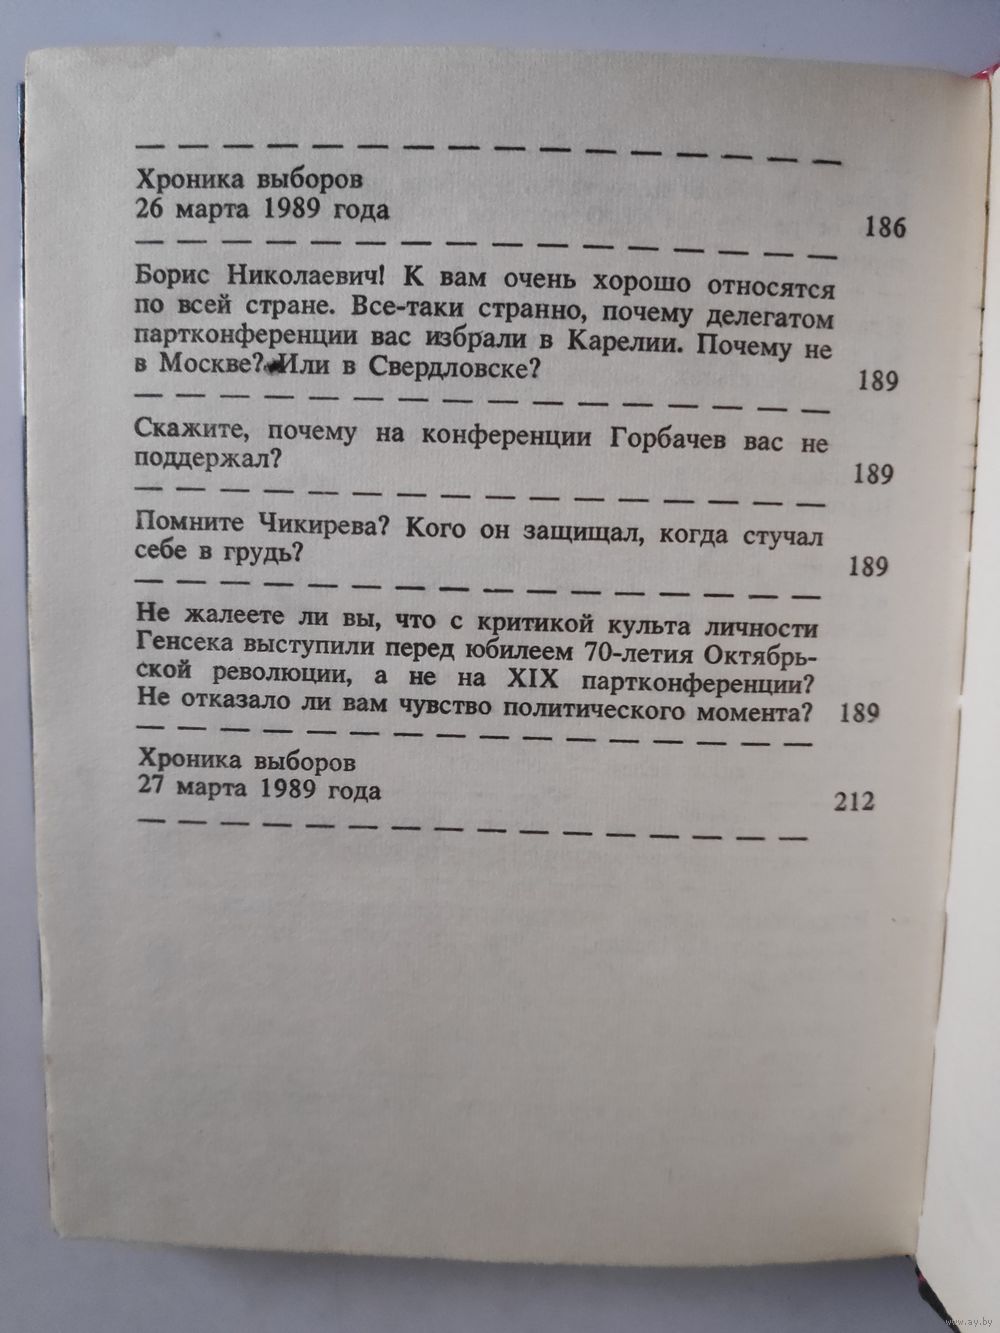 Хроника выборов
26 марта 1989 года
186
Борис Николаевич! К вам очень хорошо относятся
по всей стране. Все-таки странно, почему делегатом
партконференции вас избрали в Карелии. Почему не
в Москве? Или в Свердловске?
189
Скажите, почему на конференции Горбачев вас не
поддержал?
189
Помните Чикирева? Кого он защищал, когда стучал
себе в грудь?
189
Не жалеете ли вы, что с критикой культа личности
Генсека выступили перед юбилеем 70-летия Октябрь-
ской революции, а не на XIX партконференции?
Не отказало ли вам чувство политического момента? 189
Хроника выборов
27 марта 1989 года
212
www.ay.by